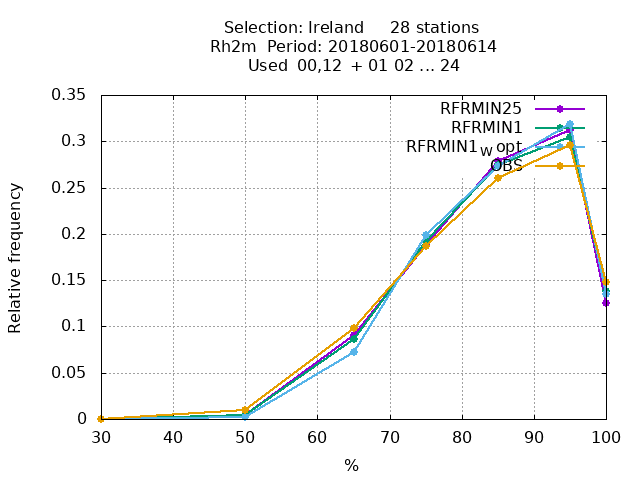 Selection: Ireland 28 stations
Rh2m Period: 20180601-20180614
Used 00,12 + 01 02 ... 24
Relative frequency
0.35
0.3
0.25
0.2
0.15
0.1
0.05
0
RFRMIN25
RFRMIN1
RFRMIN1_W opt
OBS
30 40 50 60 70 80 90 100
%